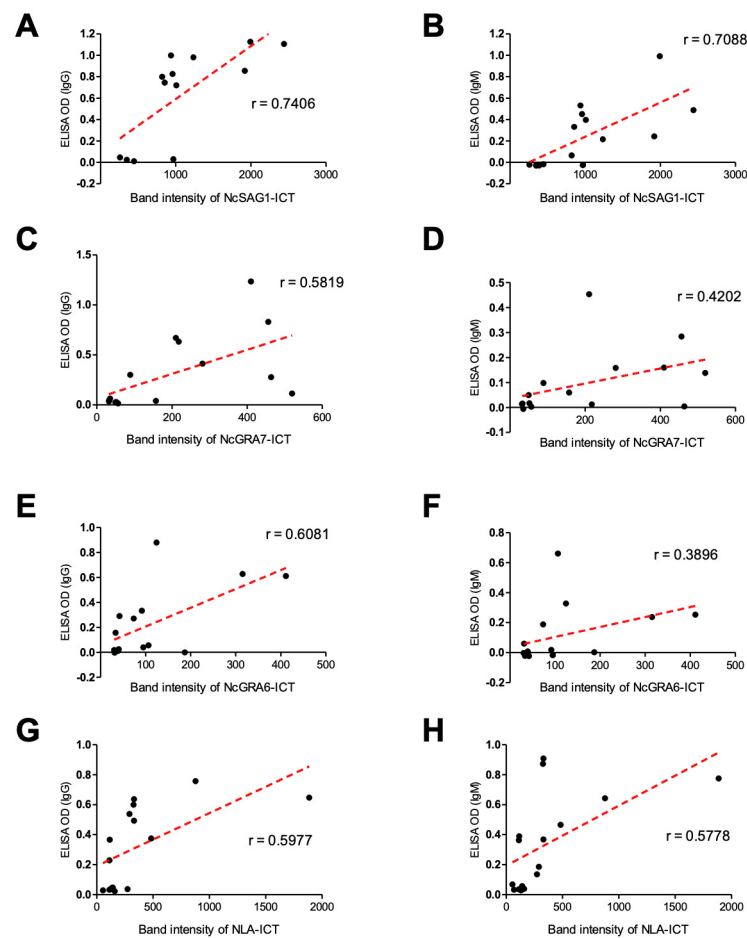 A
ELISA OD (IgG)
1.2
1.0
0.8
0.6
0.4
0.2
0.0
-0.2
r = 0.7406
1000 2000 3000
Band intensity of NcSAG1-ICT
B
ELISA OD (IgM)
1.2
1.0
0.8
0.6
0.4
0.2
0.0
-0.2
r = 0.7088
1000 2000 3000
Band intensity of NcSAG1-ICT
C
ELISA OD (IgG)
1.5
1.0
0.5
0.0
r = 0.5819
0 200 400 600
Band intensity of NcGRA7-ICT
D
ELISA OD (IgM)
0.5
0.4
0.3
0.2
0.1
0.0
-0.1
r = 0.4202
200 400 600
Band intensity of NcGRA7-ICT
E
ELISA OD (IgG)
1.0
0.8
0.6
0.4
0.2
0.0
-0.2
r = 0.6081
100 200 300 400 500
Band intensity of NcGRA6-ICT
F
ELISA OD (IgM)
0.8
0.6
0.4
0.2
0.0
-0.2
r = 0.3896
100 200 300 400 500
Band intensity of NcGRA6-ICT
G
ELISA OD (IgG)
1.0
0.8
0.6
0.4
0.2
0.0
r = 0.5977
0 500 1000 1500 2000
Band intensity of NLA-ICT
H
ELISA OD (IgM)
1.0
0.8
0.6
0.4
0.2
0.0
r = 0.5778
0 500 1000 1500 2000
Band intensity of NLA-ICT